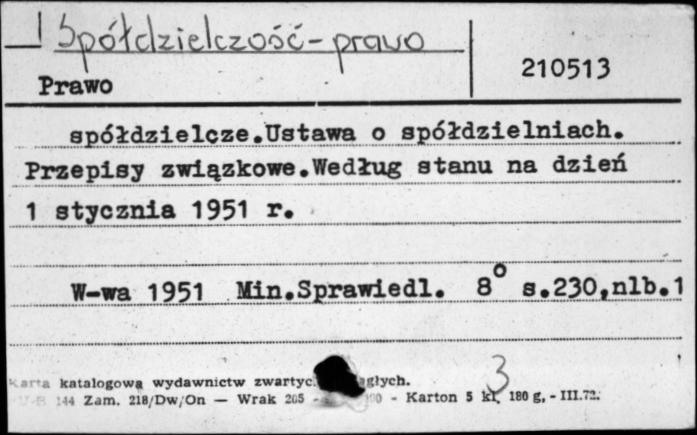 Spółdzielczość - prawo
210513
Prawo
spółdzielcze.Ustawa o spółdzielniach.
Przepisy związkowe.Według stanu na dzień
1 stycznia 1951 r.
W-wa 1951 Min.Sprawiedl. 8° s.230,nlb.1
3
Karta katalogowa wydawnictw
144 Zam. 218/Dw/On — Wrak - Karton 5 kl, 180 g, - III.72.